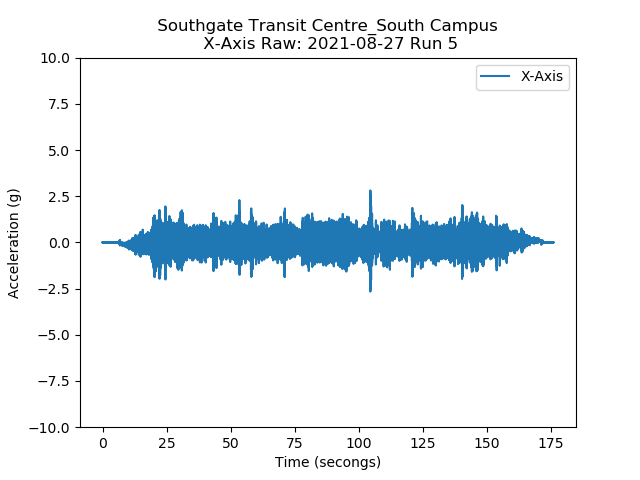 Southgate Transit Centre_South Campus
X-Axis Raw: 2021-08-27 Run 5
X-Axis
10.0
7.5
5.0
2.5
0.0
−2.5
−5.0
−7.5
−10.0
Acceleration (g)
0 25 50 75 100 125 150 175
Time (seconгs)